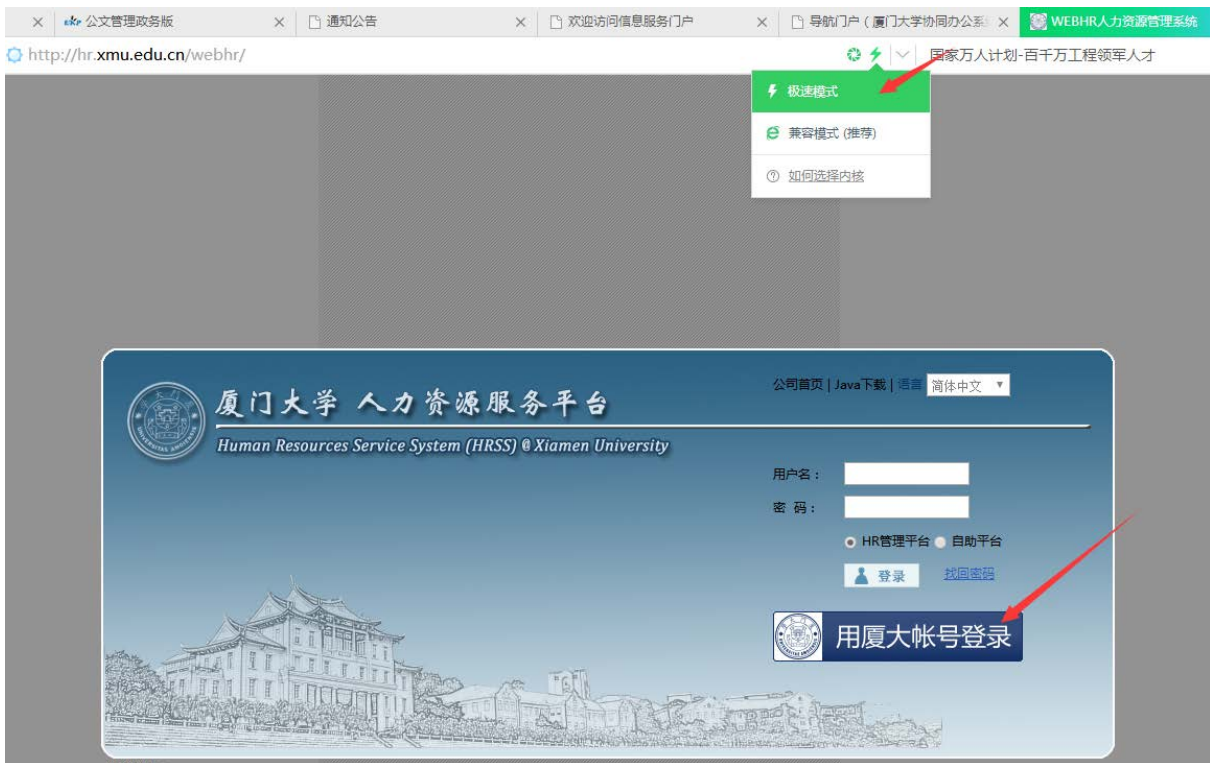 公文管理政务版
通知公告
欢迎访问信息服务门户
导航门户（厦门大学协同办公系
WEBHR人力资源管理系统
http://hr.xmu.edu.cn/webhr/
国家万人计划-百千万工程领军人才
极速模式
兼容模式 (推荐)
如何选择内核
厦门大学 人力资源服务平台
Human Resources Service System (HRSS) @ Xiamen University
公司首页 | Java下载 | 语言 简体中文
用户名：
密 码：
HR管理平台 自助平台
登录 找回密码
用厦大帐号登录